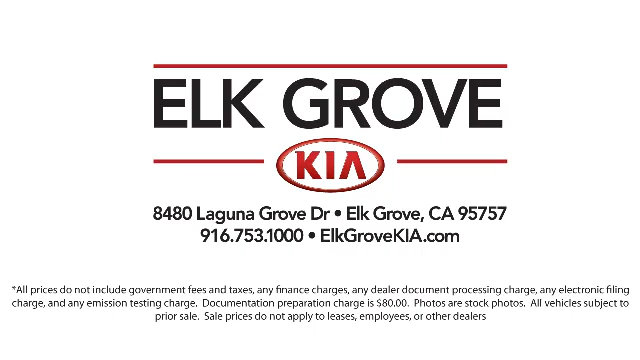 ELK GROVE
KIA
8480 Laguna Grove Dr • Elk Grove, CA 95757
916.753.1000 • ElkGroveKIA.com
*All prices do not include government fees and taxes, any finance charges, any dealer document processing charge, any electronic filing
charge, and any emission testing charge.  Documentation preparation charge is $80.00.  Photos are stock photos.  All vehicles subject to
prior sale.  Sale prices do not apply to leases, employees, or other dealers